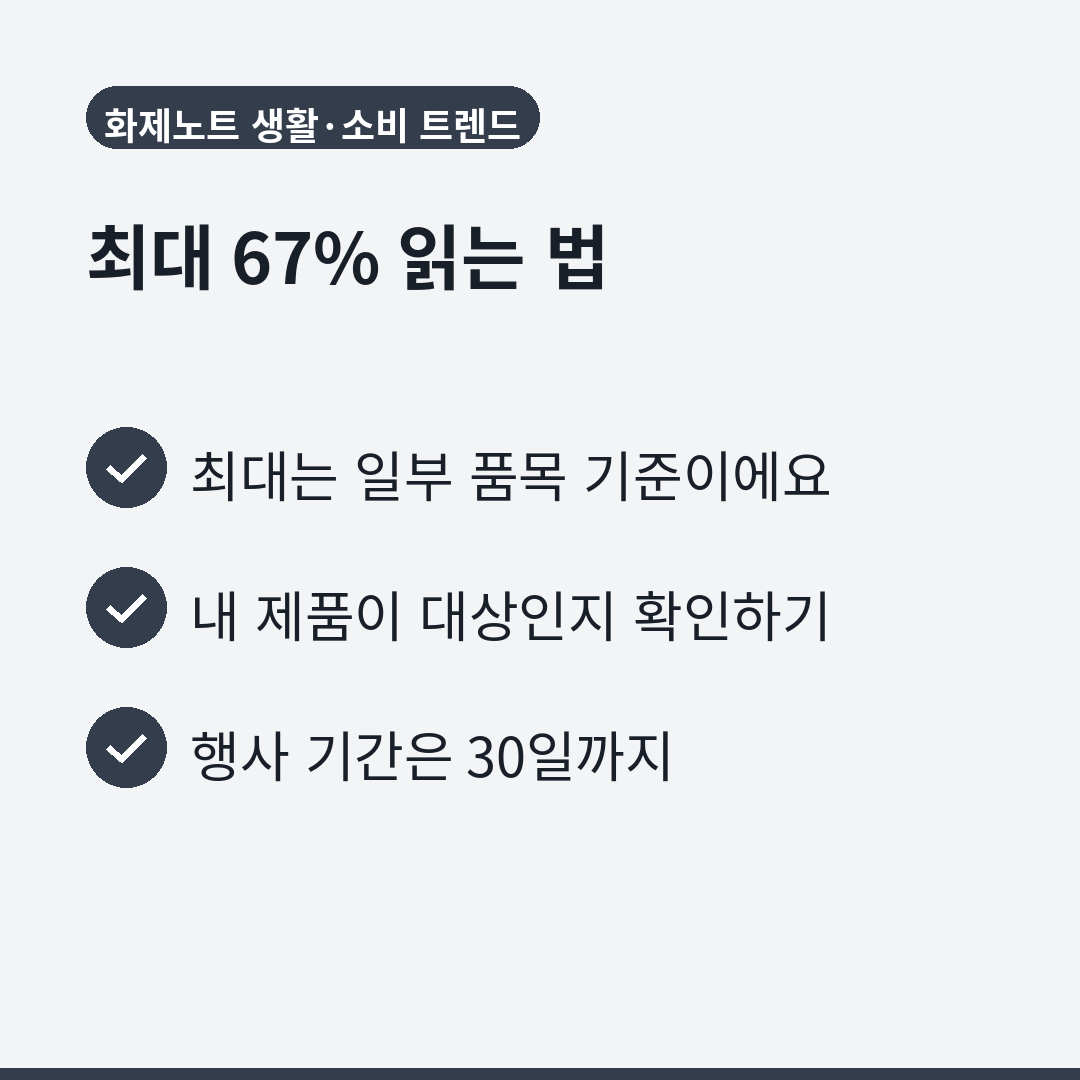 화제노트 생활·소비 트렌드
최대 67% 읽는 법
최대는 일부 품목 기준이에요
내 제품이 대상인지 확인하기
행사 기간은 30일까지